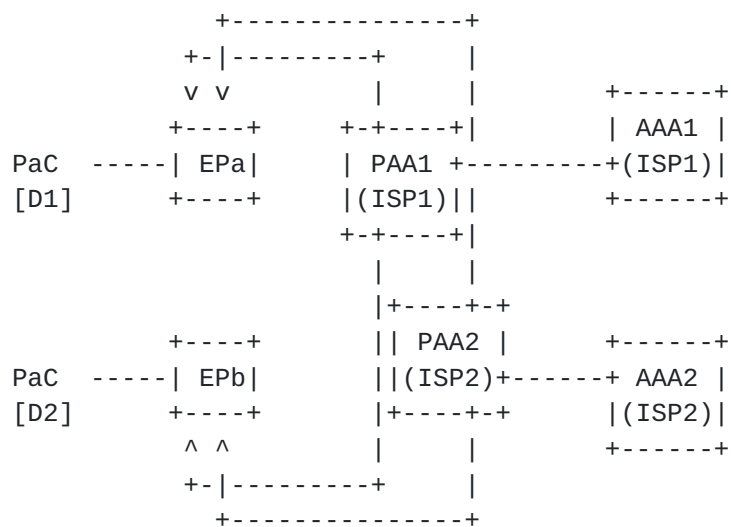 AAA1
PaC EPa PAA1 (ISP1)
[D1] (ISP1)
PAA2
PaC EPb (ISP2) AAA2
[D2] (ISP2)